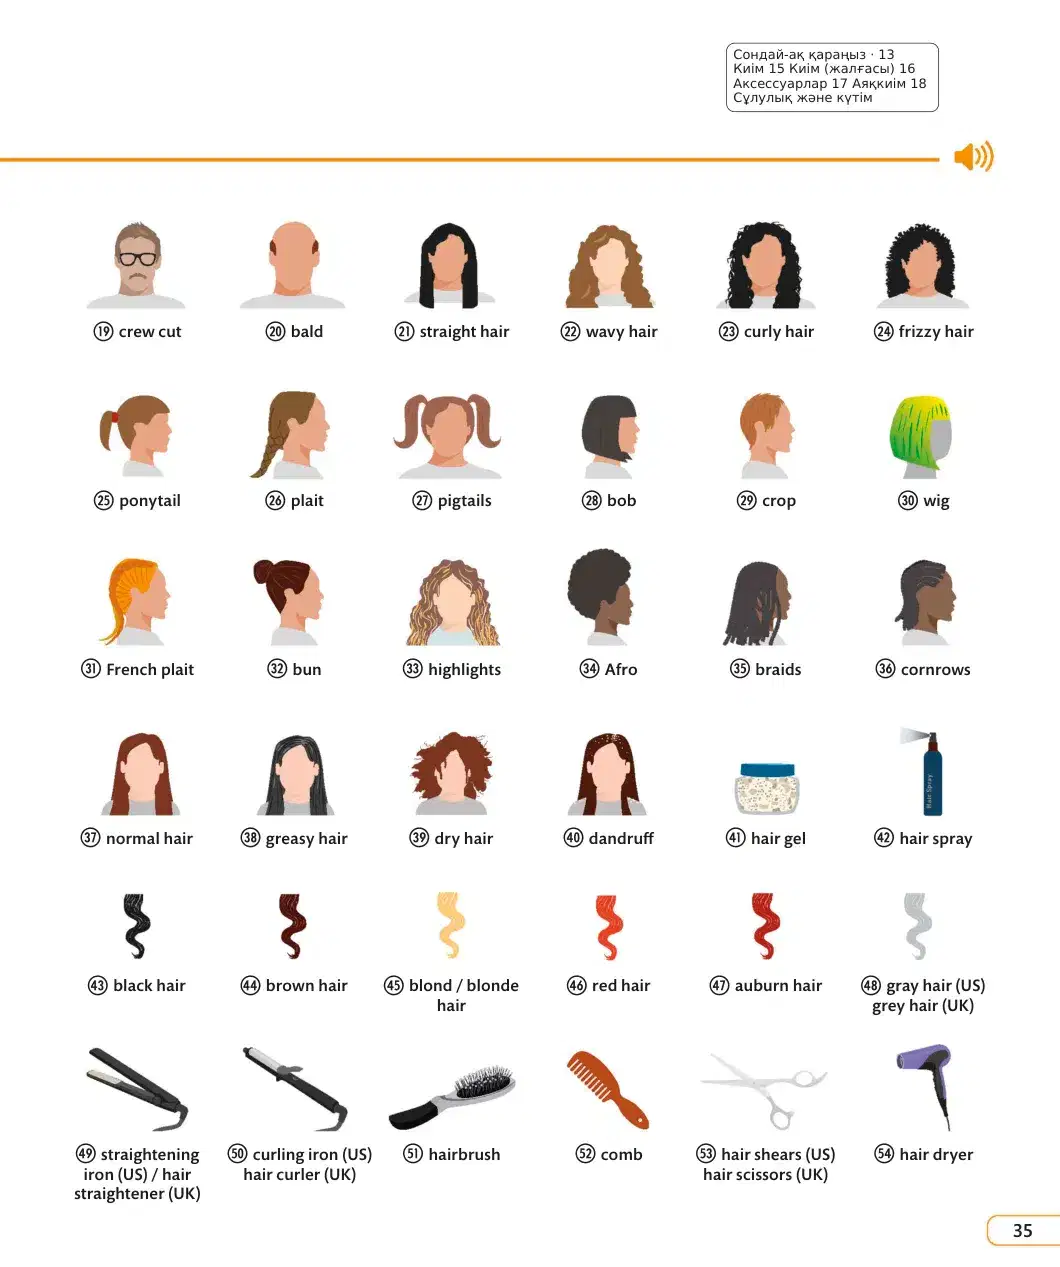 Сондай-ақ қараңыз · 13
Киім 15 Киім (жалғасы) 16
Аксессуарлар 17 Аяқкиім 18
Сұлулық және күтім
19 crew cut
20 bald
21 straight hair
22 wavy hair
23 curly hair
24 frizzy hair
25 ponytail
26 plait
27 pigtails
28 bob
29 crop
30 wig
31 French plait
32 bun
33 highlights
34 Afro
35 braids
36 cornrows
Hair Spray
37 normal hair
38 greasy hair
39 dry hair
40 dandruff
41 hair gel
42 hair spray
43 black hair
44 brown hair
45 blond / blonde
hair
46 red hair
47 auburn hair
48 gray hair (US)
grey hair (UK)
49 straightening
iron (US) / hair
straightener (UK)
50 curling iron (US)
hair curler (UK)
51 hairbrush
52 comb
53 hair shears (US)
hair scissors (UK)
54 hair dryer
35